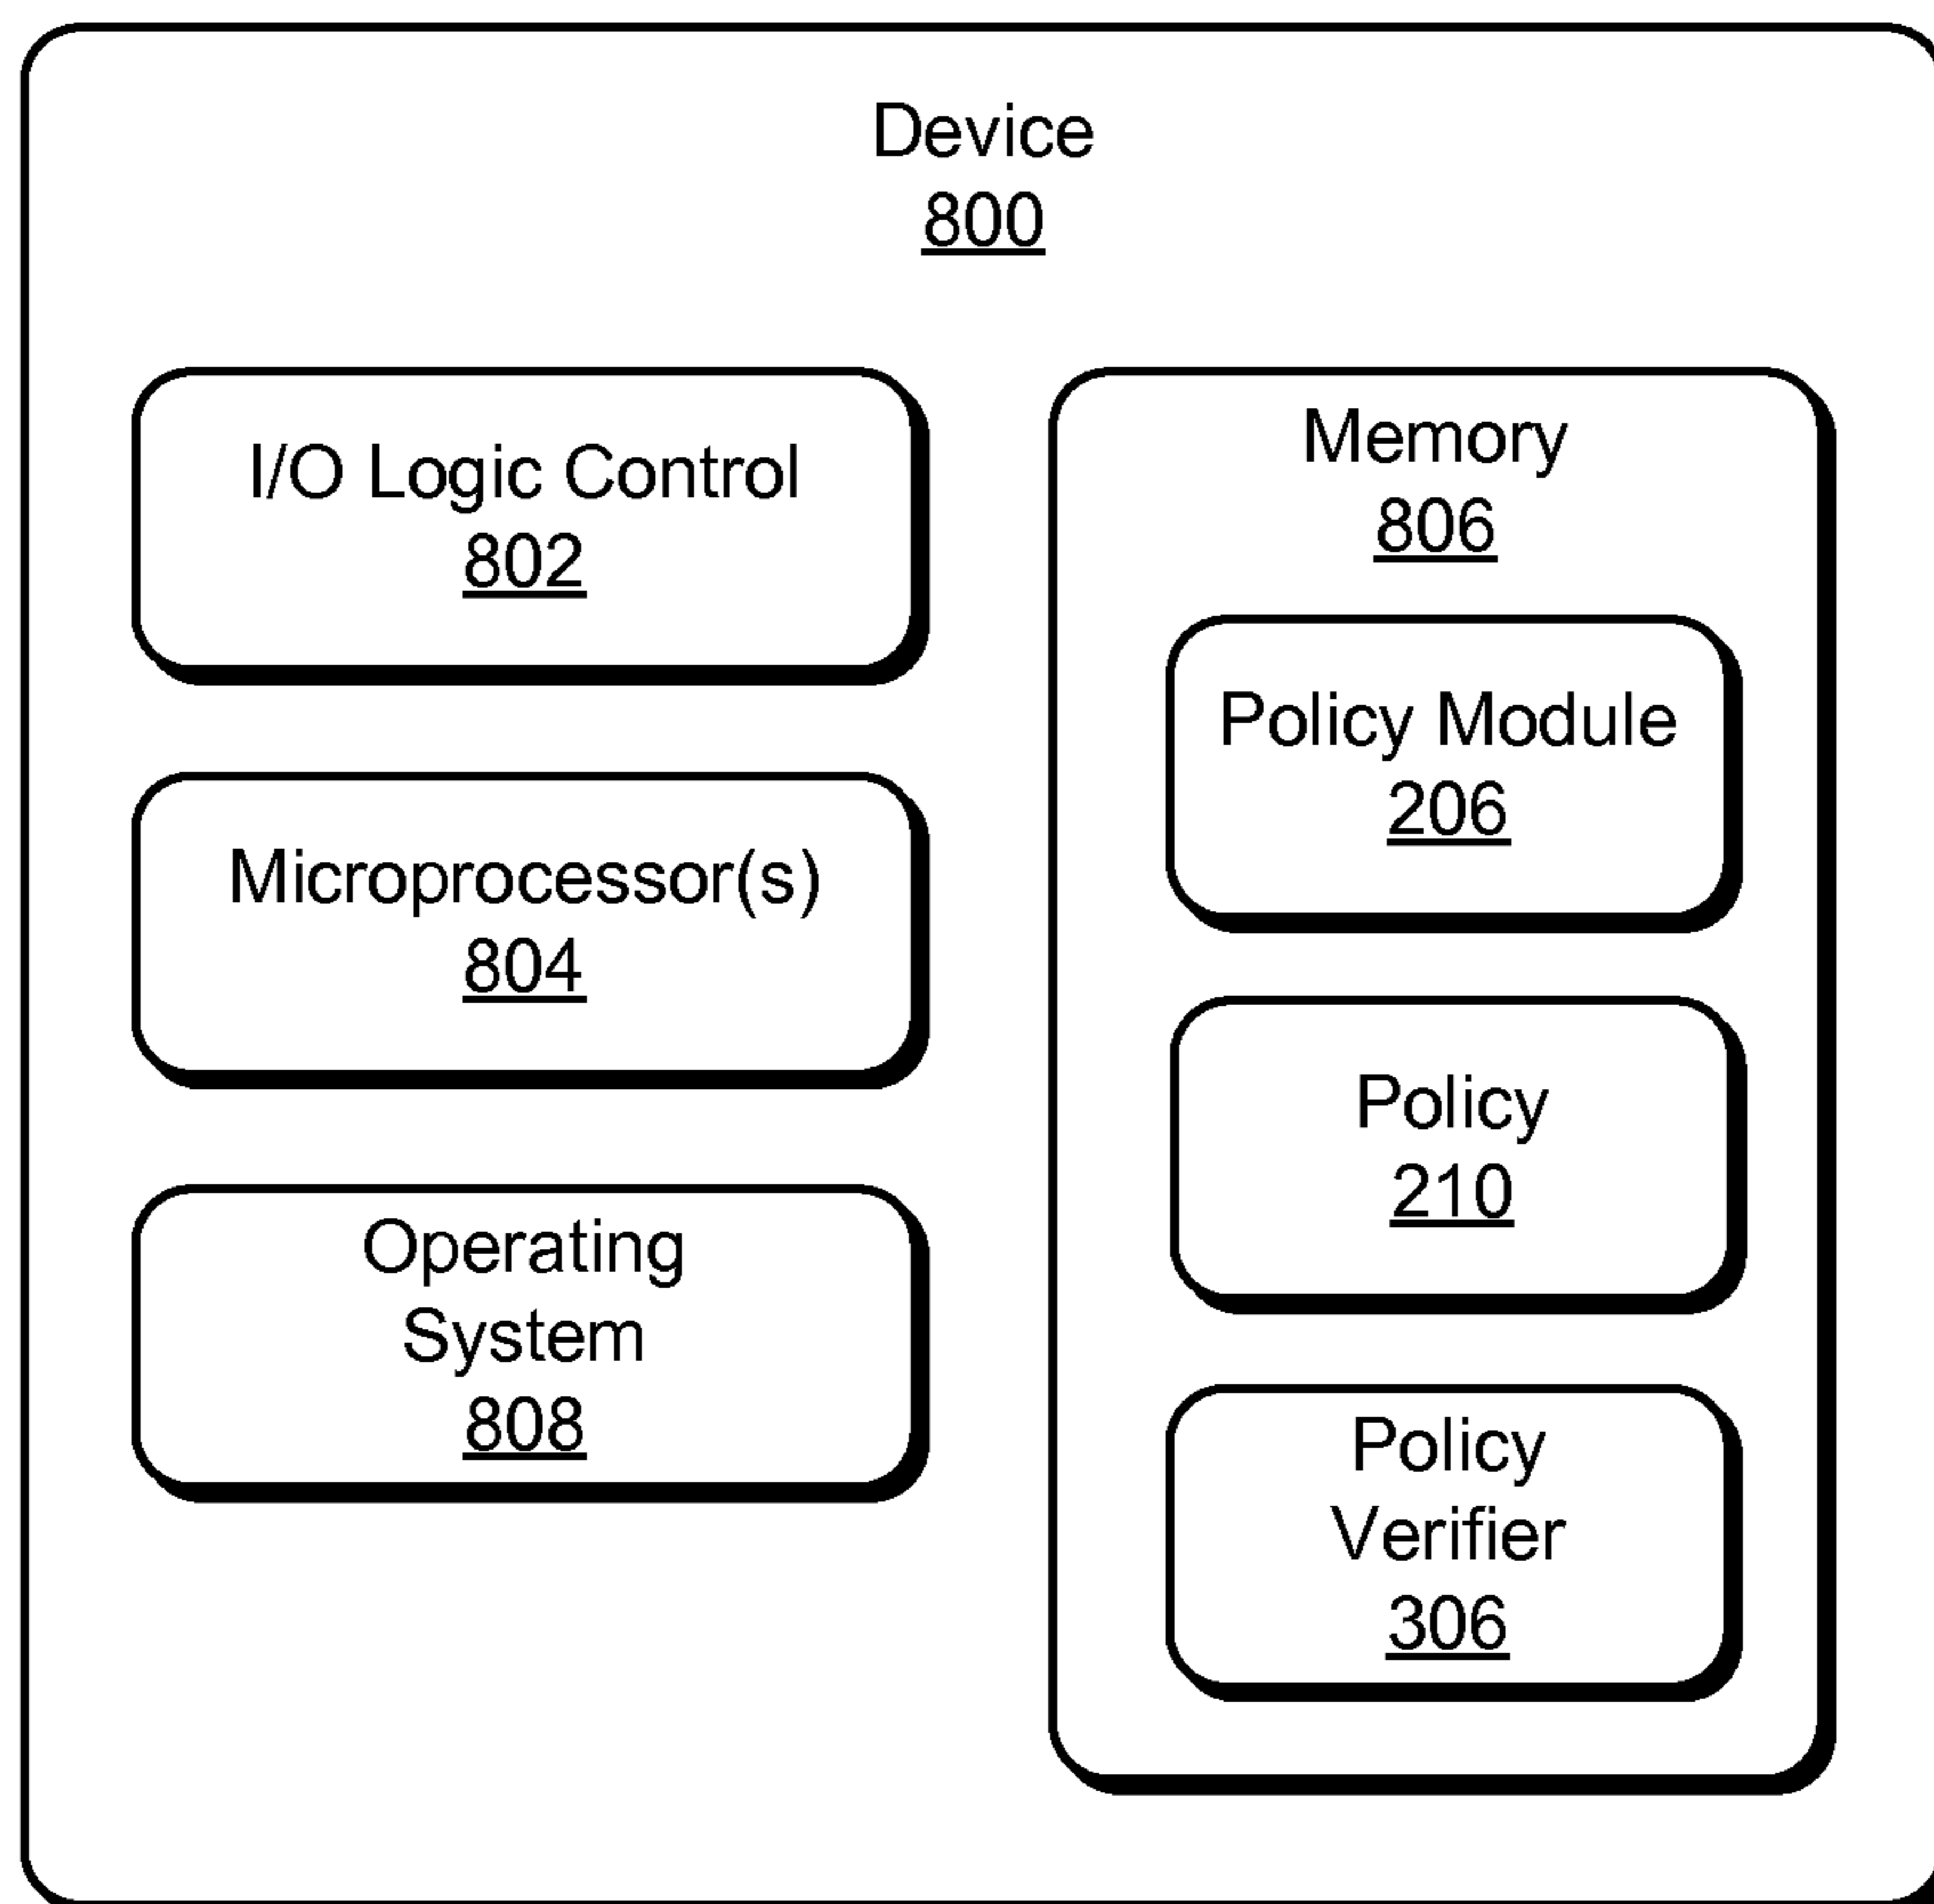 Device
800
I/O Logic Control
802
Microprocessor(s)
804
Operating
System
808
Memory
806
Policy Module
206
Policy
210
Policy
Verifier
306